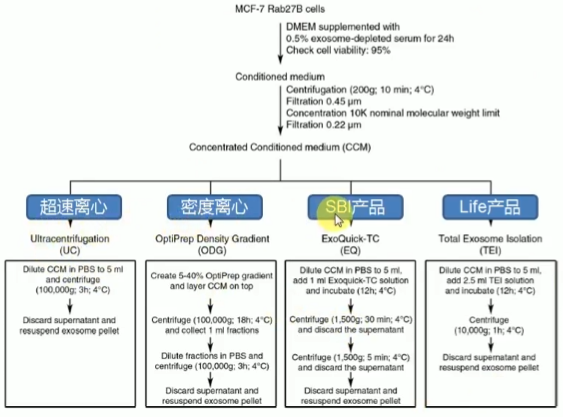 MCF-7 Rab27B cells
DMEM supplemented with
0.5% exosome-depleted serum for 24h
Check cell viability: 95%
Conditioned medium
Centrifugation (200g; 10 min; 4°C)
Filtration 0.45 µm
Concentration 10K nominal molecular weight limit
Filtration 0.22 µm
Concentrated Conditioned medium (CCM)
超速离心
Ultracentrifugation
(UC)
Dilute CCM in PBS to 5 ml
and centrifuge
(100,000g; 3h; 4°C)
Discard supernatant and
resuspend exosome pellet
密度离心
OptiPrep Density Gradient
(ODG)
Create 5-40% OptiPrep gradient
and layer CCM on top
Centrifuge (100,000g; 18h; 4°C)
and collect 1 ml fractions
Dilute fractions in PBS and
centrifuge (100,000g; 3h; 4°C)
Discard supernatant and
resuspend exosome pellet
SBI产品
ExoQuick-TC
(EQ)
Dilute CCM in PBS to 5 ml,
add 1 ml Exoquick-TC solution
and incubate (12h; 4°C)
Centrifuge (1,500g; 30 min; 4°C)
and discard the supernatant
Centrifuge (1,500g; 5 min; 4°C)
and discard the supernatant
Discard supernatant and
resuspend exosome pellet
Life产品
Total Exosome Isolation
(TEI)
Dilute CCM in PBS to 5 ml,
add 2.5 ml TEI solution
and incubate (12h; 4°C)
Centrifuge
(10,000g; 1h; 4°C)
Discard supernatant and
resuspend exosome pellet